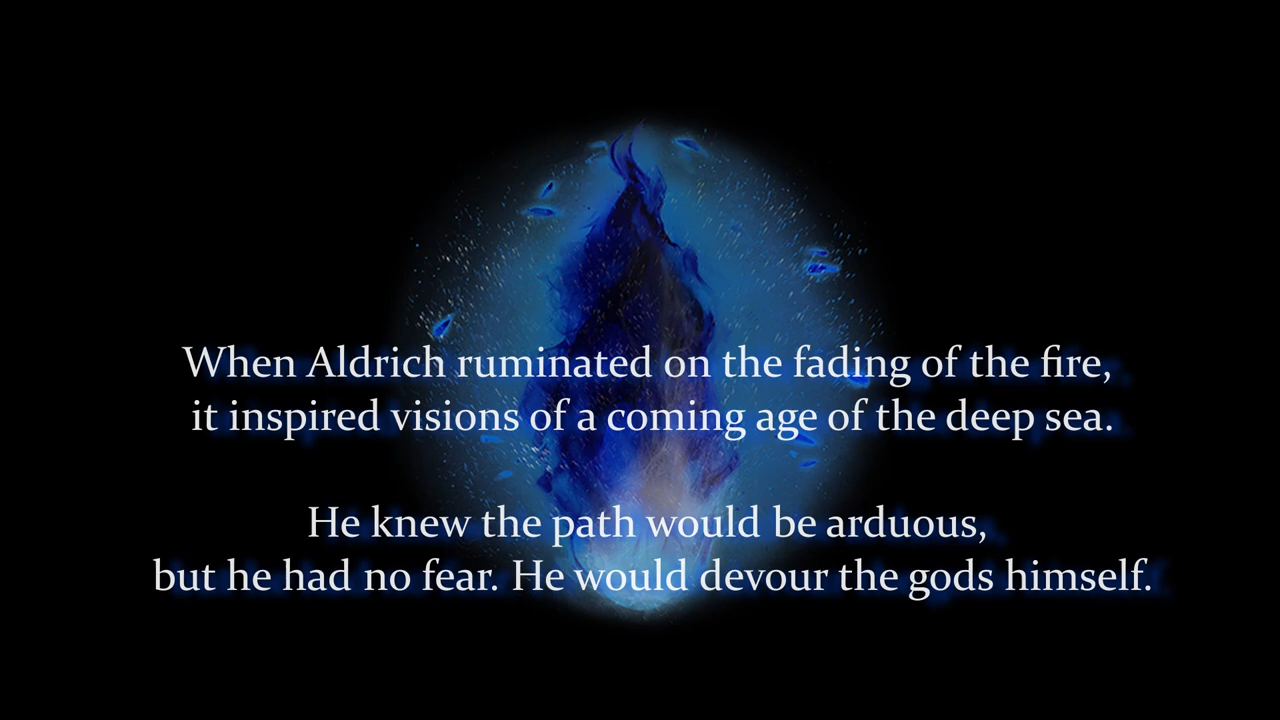 When Aldrich ruminated on the fading of the fire,
it inspired visions of a coming age of the deep sea.
He knew the path would be arduous,
but he had no fear. He would devour the gods himself.